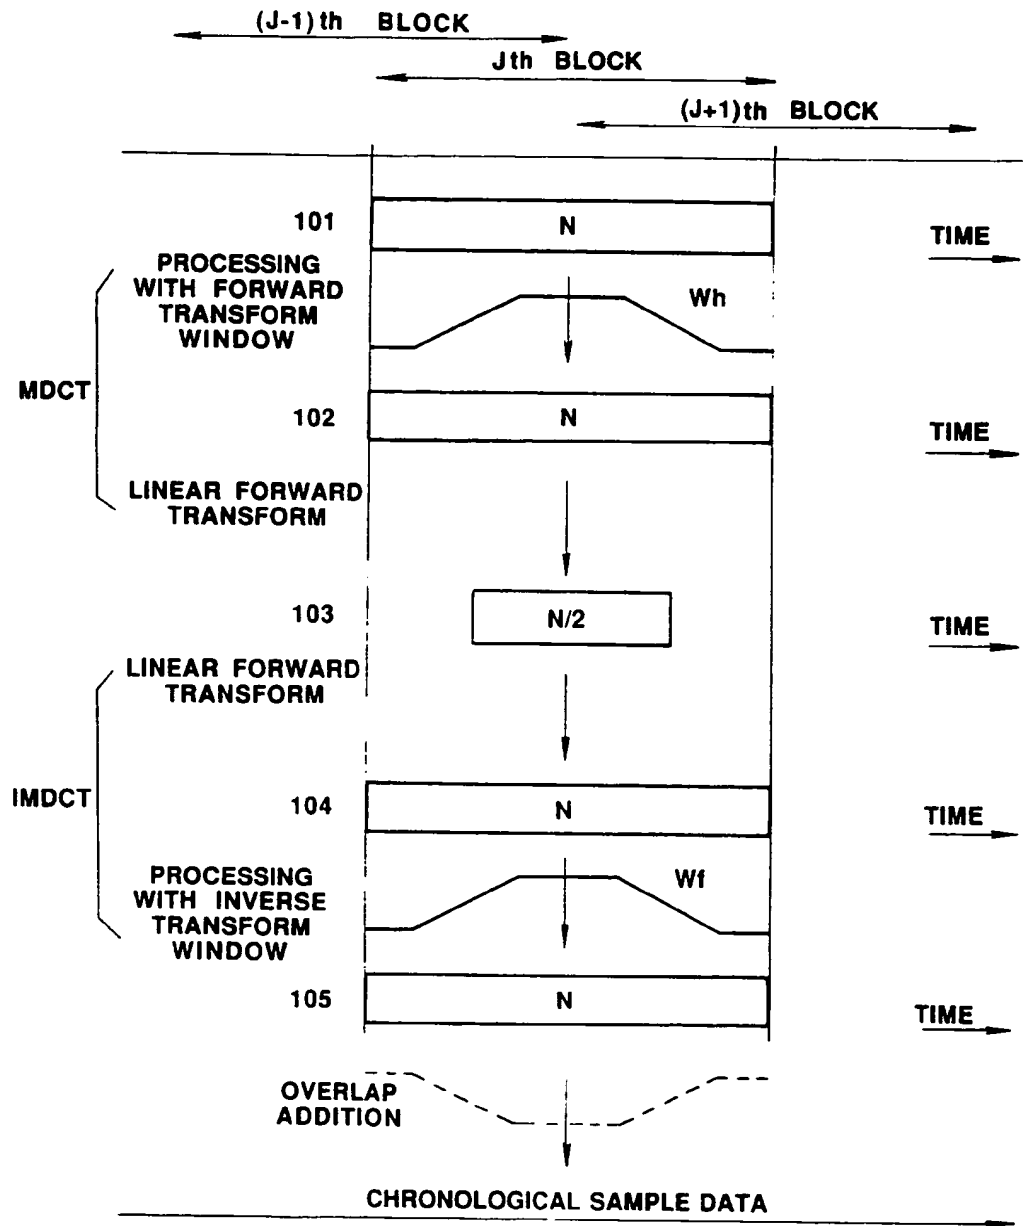 (J-1)th BLOCK
Jth BLOCK
(J+1)th BLOCK
101
N
TIME
PROCESSING
WITH FORWARD
TRANSFORM
WINDOW
Wh
MDCT
102
N
TIME
LINEAR FORWARD
TRANSFORM
103
N/2
TIME
LINEAR FORWARD
TRANSFORM
IMDCT
104
N
TIME
PROCESSING
WITH INVERSE
TRANSFORM
WINDOW
Wf
105
N
TIME
OVERLAP
ADDITION
CHRONOLOGICAL SAMPLE DATA